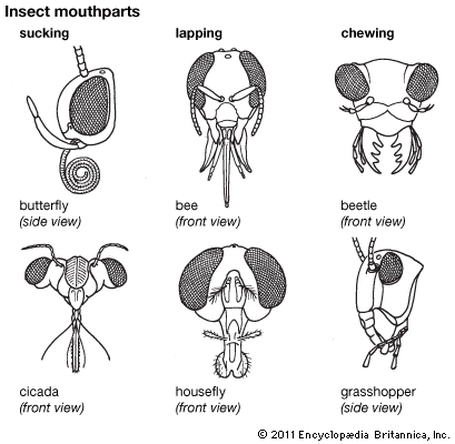 Insect mouthparts
sucking
lapping
chewing
butterfly
(side view)
bee
(front view)
beetle
(front view)
cicada
(front view)
housefly
(front view)
grasshopper
(side view)
© 2011 Encyclopædia Britannica, Inc.